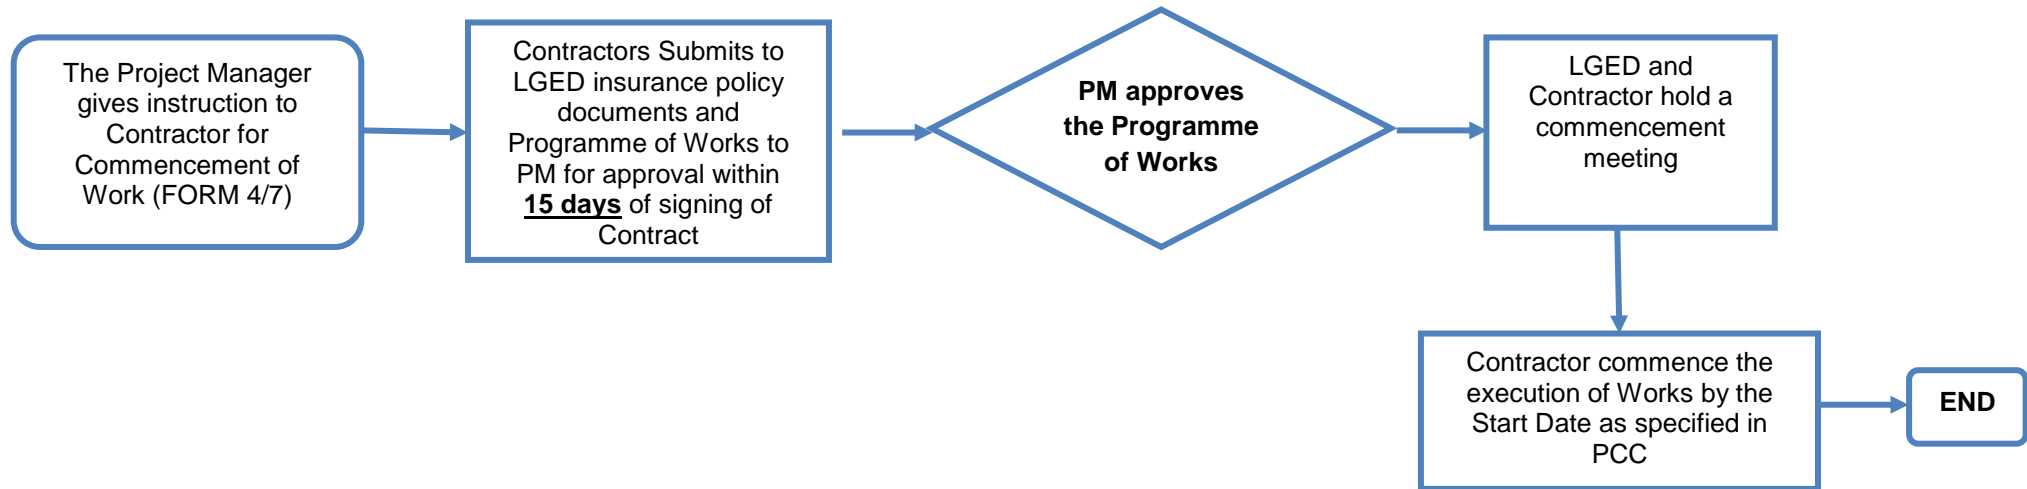 The Project Manager
gives instruction to
Contractor for
Commencement of
Work (FORM 4/7)
Contractors Submits to
LGED insurance policy
documents and
Programme of Works to
PM for approval within
15 days of signing of
Contract
PM approves
the Programme
of Works
LGED and
Contractor hold a
commencement
meeting
Contractor commence the
execution of Works by the
Start Date as specified in
PCC
END